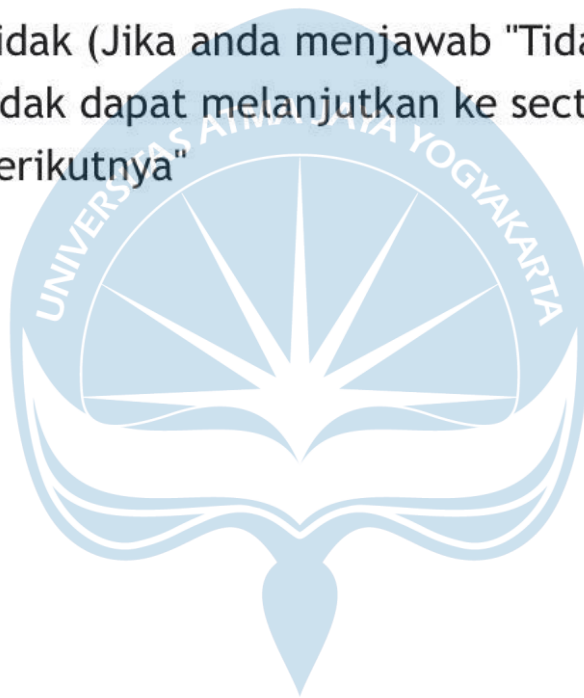 idak (Jika anda menjawab "Tida
dak dapat melanjutkan ke sect
erikutnya"
UNIVERSITAS ATMA JAYA YOGYAKARTA